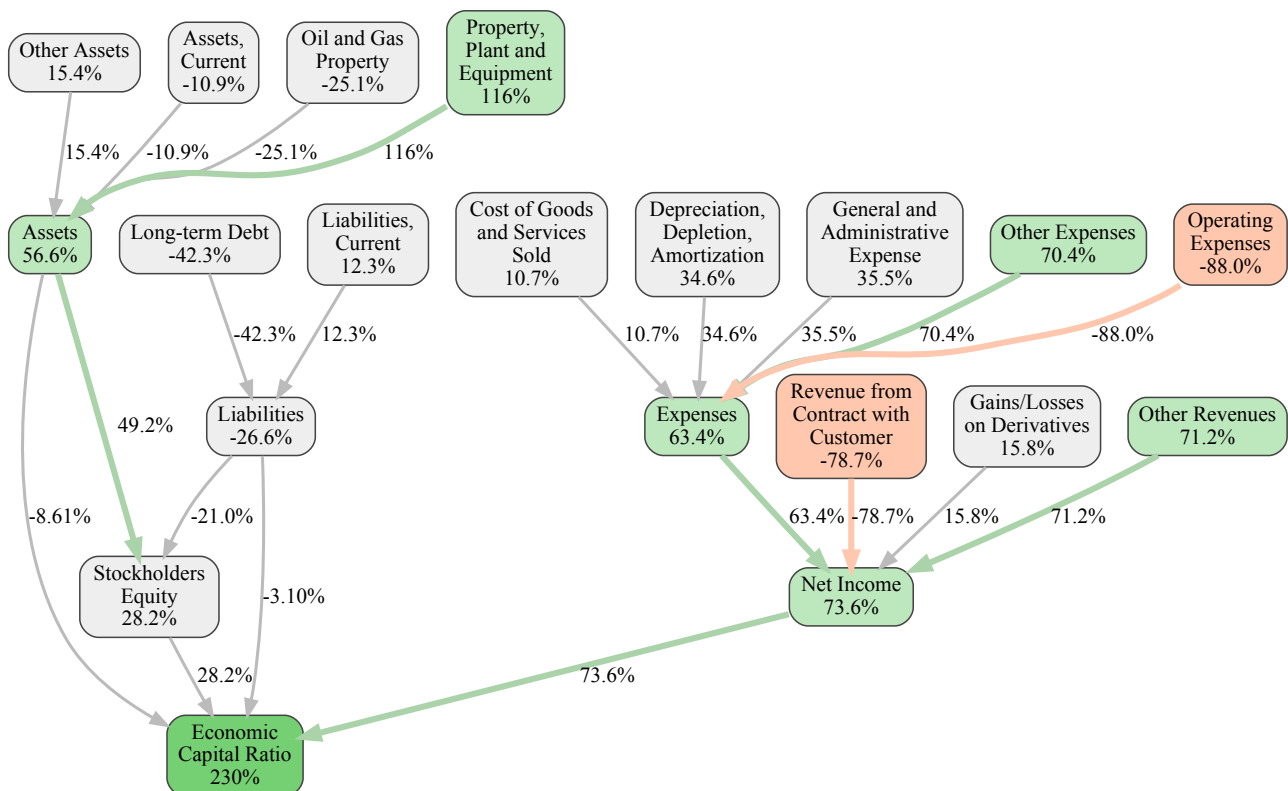 Other Assets
15.4%
Assets,
Current
-10.9%
Oil and Gas
Property
-25.1%
Property,
Plant and
Equipment
116%
15.4%
-10.9%
-25.1%
116%
Assets
56.6%
Long-term Debt
-42.3%
Liabilities,
Current
12.3%
Cost of Goods
and Services
Sold
10.7%
Depreciation,
Depletion,
Amortization
34.6%
General and
Administrative
Expense
35.5%
Other Expenses
70.4%
Operating
Expenses
-88.0%
-42.3%
12.3%
10.7%
34.6%
35.5%
70.4%
-88.0%
Liabilities
-26.6%
Expenses
63.4%
Revenue from
Contract with
Customer
-78.7%
Gains/Losses
on Derivatives
15.8%
Other Revenues
71.2%
49.2%
-8.61%
-21.0%
-3.10%
63.4%
-78.7%
15.8%
71.2%
Stockholders
Equity
28.2%
Net Income
73.6%
28.2%
73.6%
Economic
Capital Ratio
230%